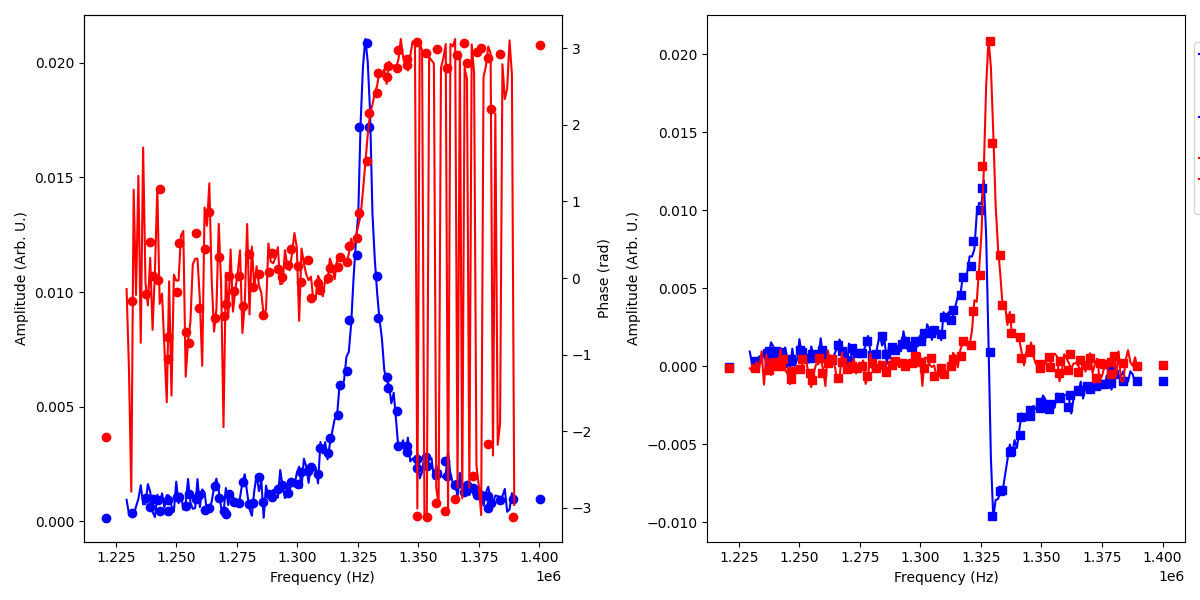 0.020
0.015
0.010
0.005
0.000
Amplitude (Arb. U.)
1.225 1.250 1.275 1.300 1.325 1.350 1.375 1.400
1e6
Frequency (Hz)
3
2
1
0
−1
−2
−3
Phase (rad)
0.020
0.015
0.010
0.005
0.000
−0.005
−0.010
Amplitude (Arb. U.)
1.225 1.250 1.275 1.300 1.325 1.350 1.375 1.400
1e6
Frequency (Hz)